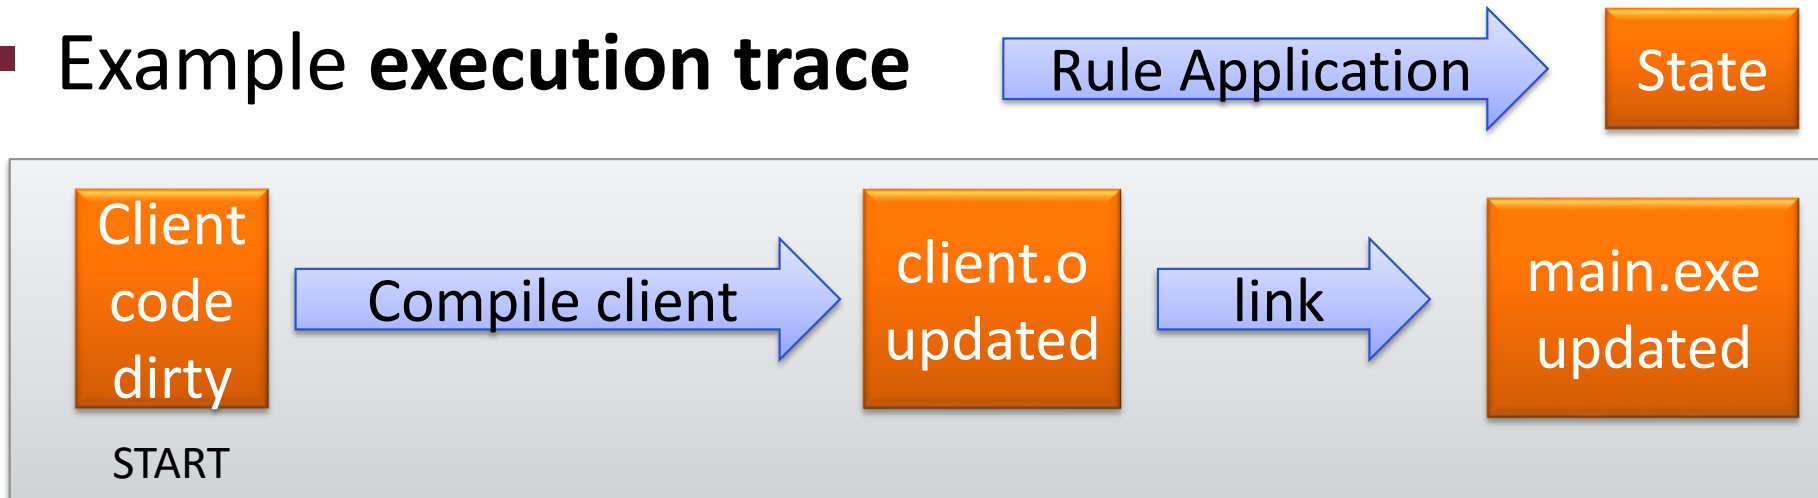 Example execution trace
Rule Application
State
Client
code
dirty
Compile client
client.o
updated
link
main.exe
updated
START